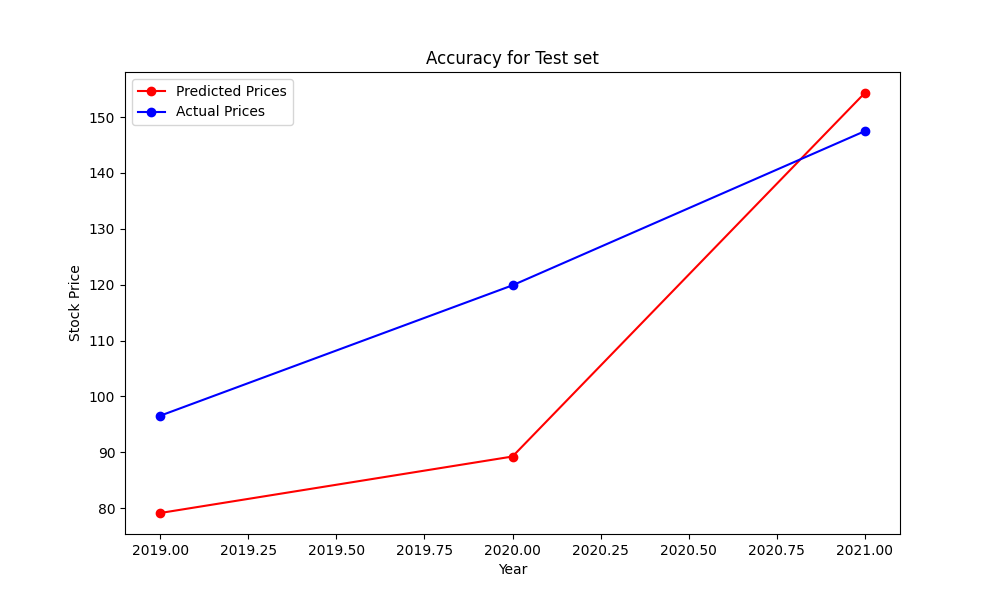 Accuracy for Test set
Predicted Prices
Actual Prices
150
140
130
120
110
100
90
80
Stock Price
2019.00 2019.25 2019.50 2019.75 2020.00 2020.25 2020.50 2020.75 2021.00
Year